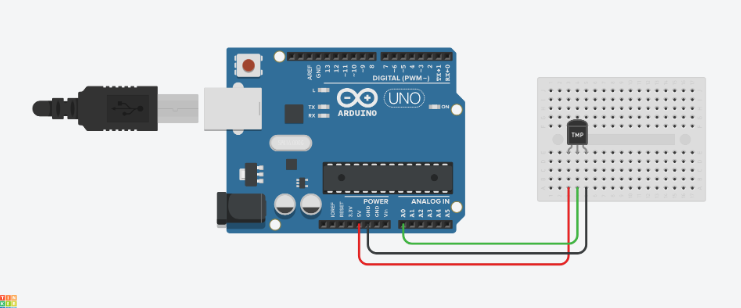 AREF
GND
13
12
~11
~10
~9
8
7
~6
~5
4
~3
2
TX→1
RX←0
DIGITAL (PWM~)
L
TX
RX
UNO
ON
ARDUINO
TMP
POWER
ANALOG IN
IOREF
RESET
3.3V
5V
GND
GND
Vin
A0
A1
A2
A3
A4
A5
TIN
KER